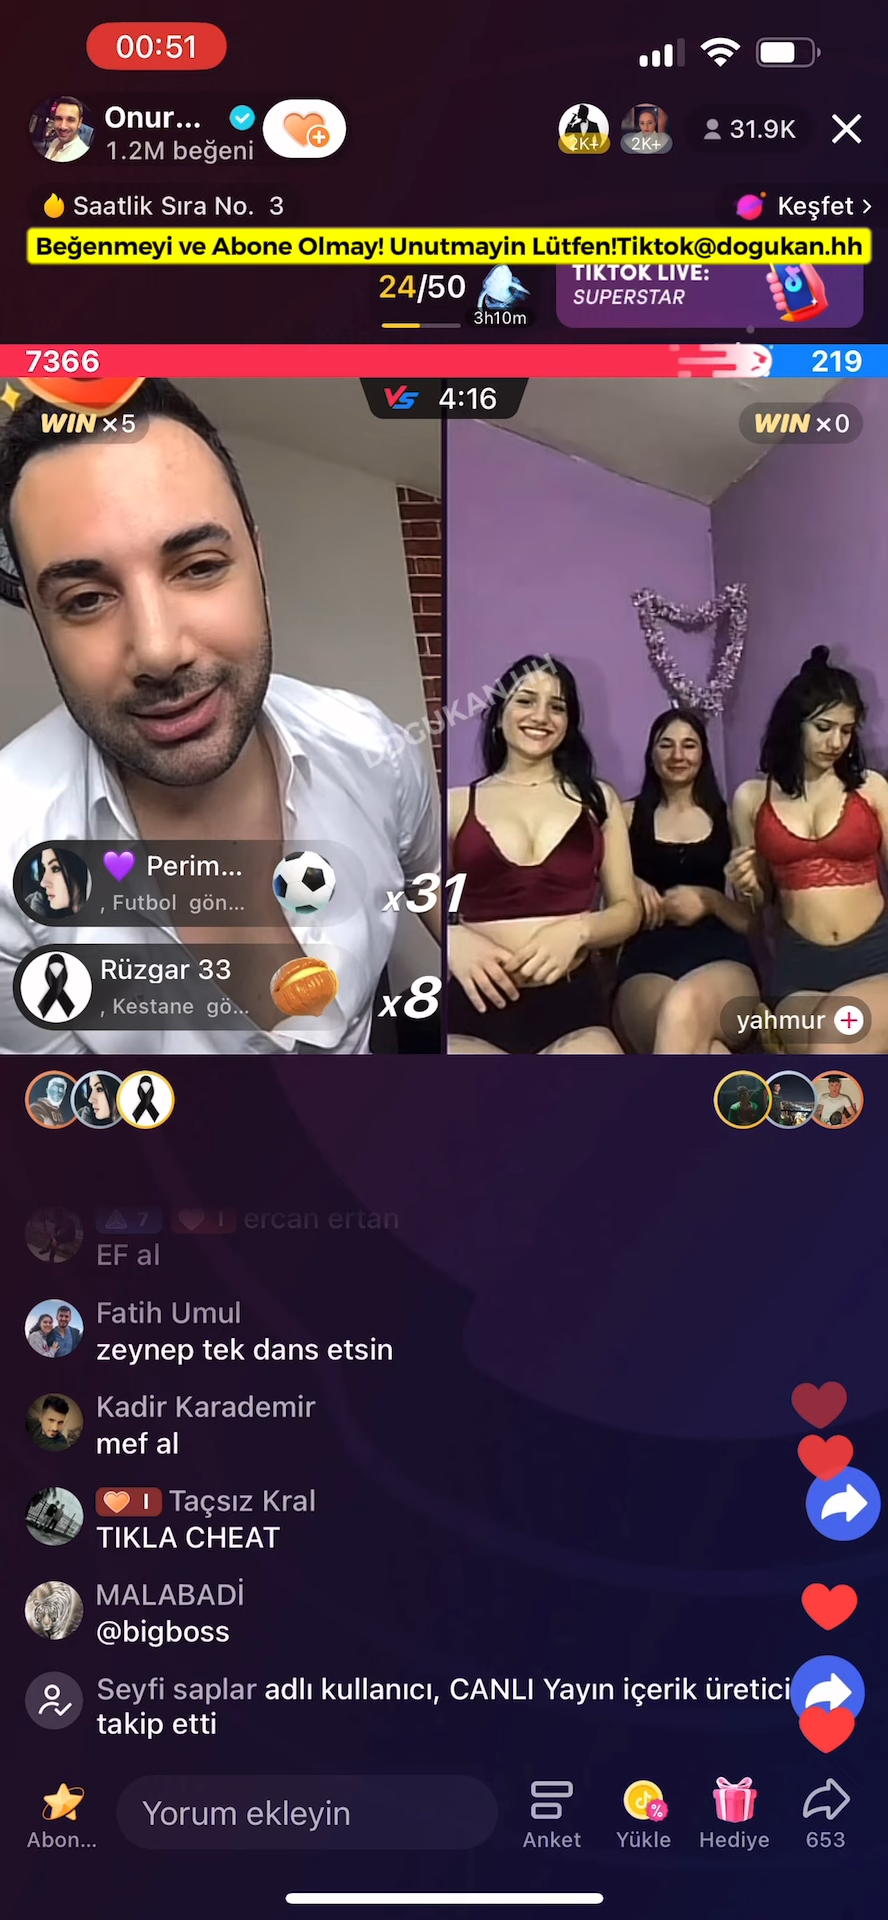 00:51
Onur...
1.2M beğeni
2K+
2K+
31.9K
Saatlik Sıra No. 3
Keşfet
Beğenmeyi ve Abone Olmay! Unutmayin Lütfen!Tiktok@dogukan.hh
24/50
3h10m
TIKTOK LIVE:
SUPERSTAR
7366
219
VS 4:16
WIN x5
WIN x0
DOGUKAN.HH
Perim...
, Futbol gön...
x31
Rüzgar 33
, Kestane gö...
x8
yahmur
7 I ercan ertan
EF al
Fatih Umul
zeynep tek dans etsin
Kadir Karademir
mef al
I Taçsız Kral
TIKLA CHEAT
MALABADİ
@bigboss
Seyfi saplar adlı kullanıcı, CANLI Yayın içerik üretici
takip etti
Abon...
Yorum ekleyin
Anket
Yükle
Hediye
653